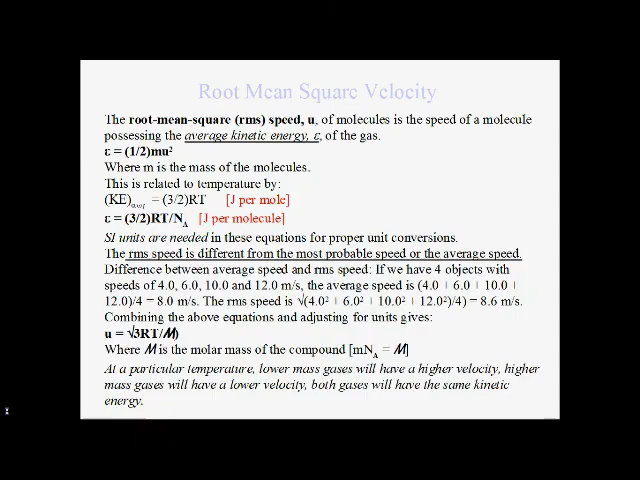 Root Mean Square Velocity
The root-mean-square (rms) speed, u, of molecules is the speed of a molecule
possessing the average kinetic energy, ε, of the gas.
ε = (1/2)mu²
Where m is the mass of the molecules.
This is related to temperature by:
(KE) = (3/2)RT [J per mole]
ε = (3/2)RT/N_A [J per molecule]
SI units are needed in these equations for proper unit conversions.
The rms speed is different from the most probable speed or the average speed.
Difference between average speed and rms speed: If we have 4 objects with
speeds of 4.0, 6.0, 10.0 and 12.0 m/s, the average speed is (4.0 + 6.0 + 10.0 +
12.0)/4 = 8.0 m/s. The rms speed is √(4.0² + 6.0² + 10.0² + 12.0²)/4) = 8.6 m/s.
Combining the above equations and adjusting for units gives:
u = √3RT/M)
Where M is the molar mass of the compound [mN_A = M]
At a particular temperature, lower mass gases will have a higher velocity, higher
mass gases will have a lower velocity, both gases will have the same kinetic
energy.